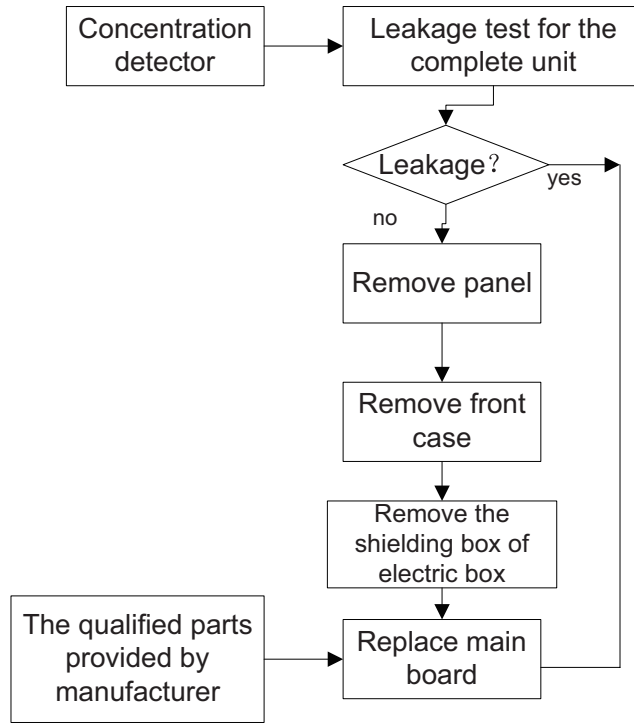 Concentration
detector
Leakage test for the
complete unit
Leakage？
yes
no
Remove panel
Remove front
case
Remove the
shielding box of
electric box
The qualified parts
provided by
manufacturer
Replace main
board